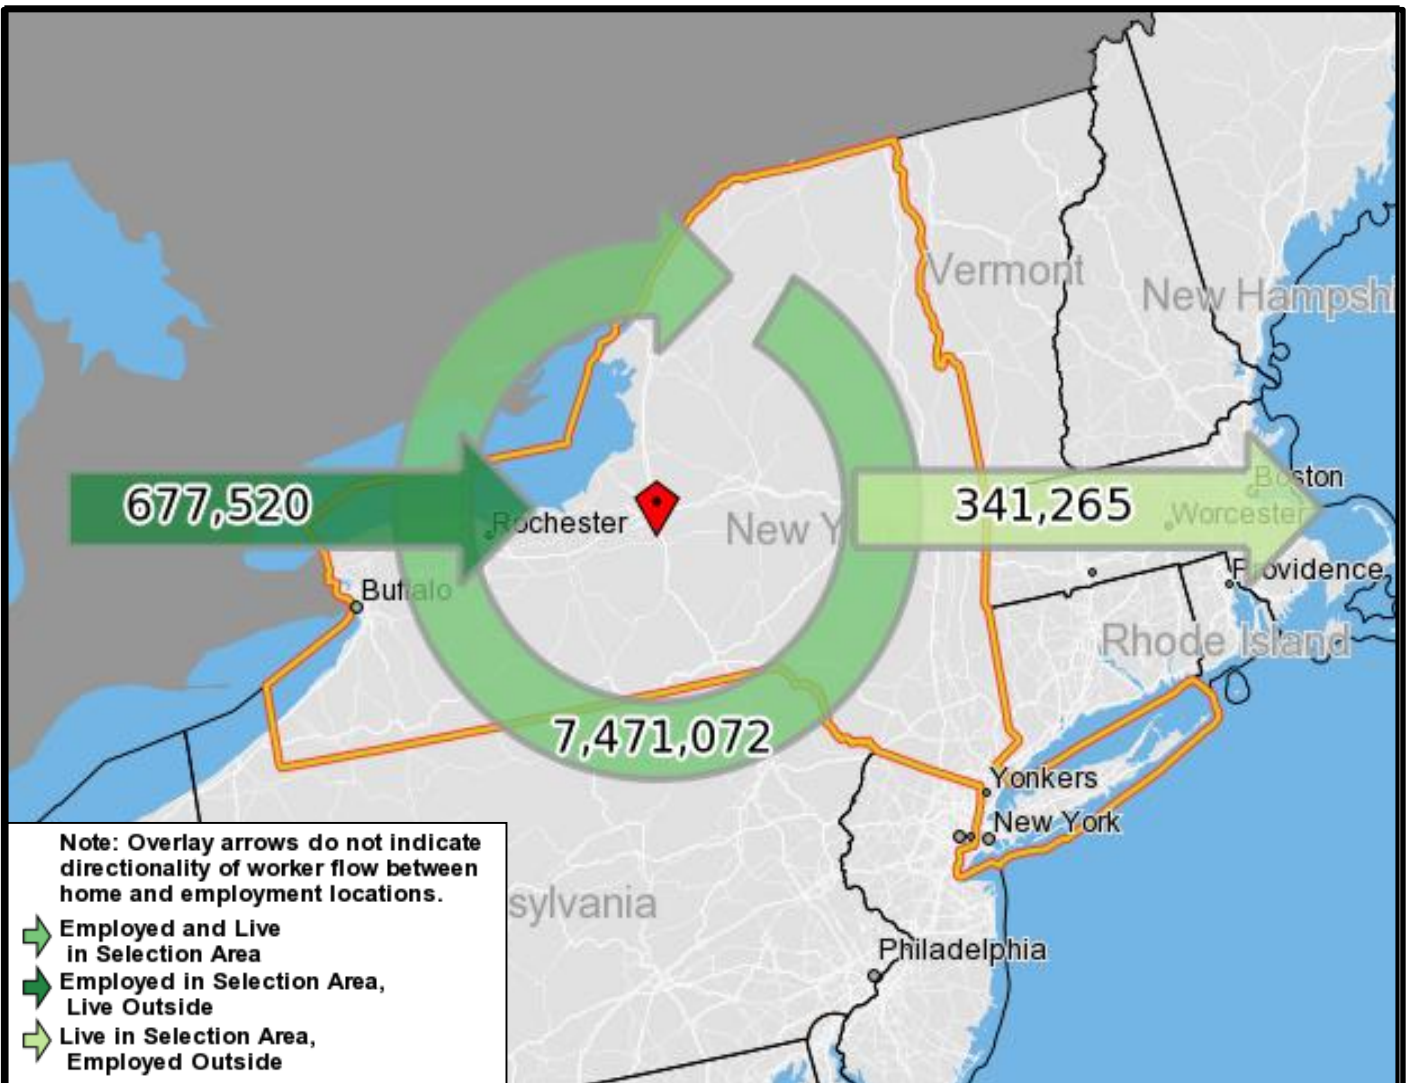 Vermont
New Hampshi
Boston
677,520
341,265
Worcester
Rochester
New Y
Providence
Buffalo
Rhode Island
7,471,072
Yonkers
New York
Note: Overlay arrows do not indicate
directionality of worker flow between
home and employment locations.
sylvania
Employed and Live
in Selection Area
Philadelphia
Employed in Selection Area,
Live Outside
Live in Selection Area,
Employed Outside